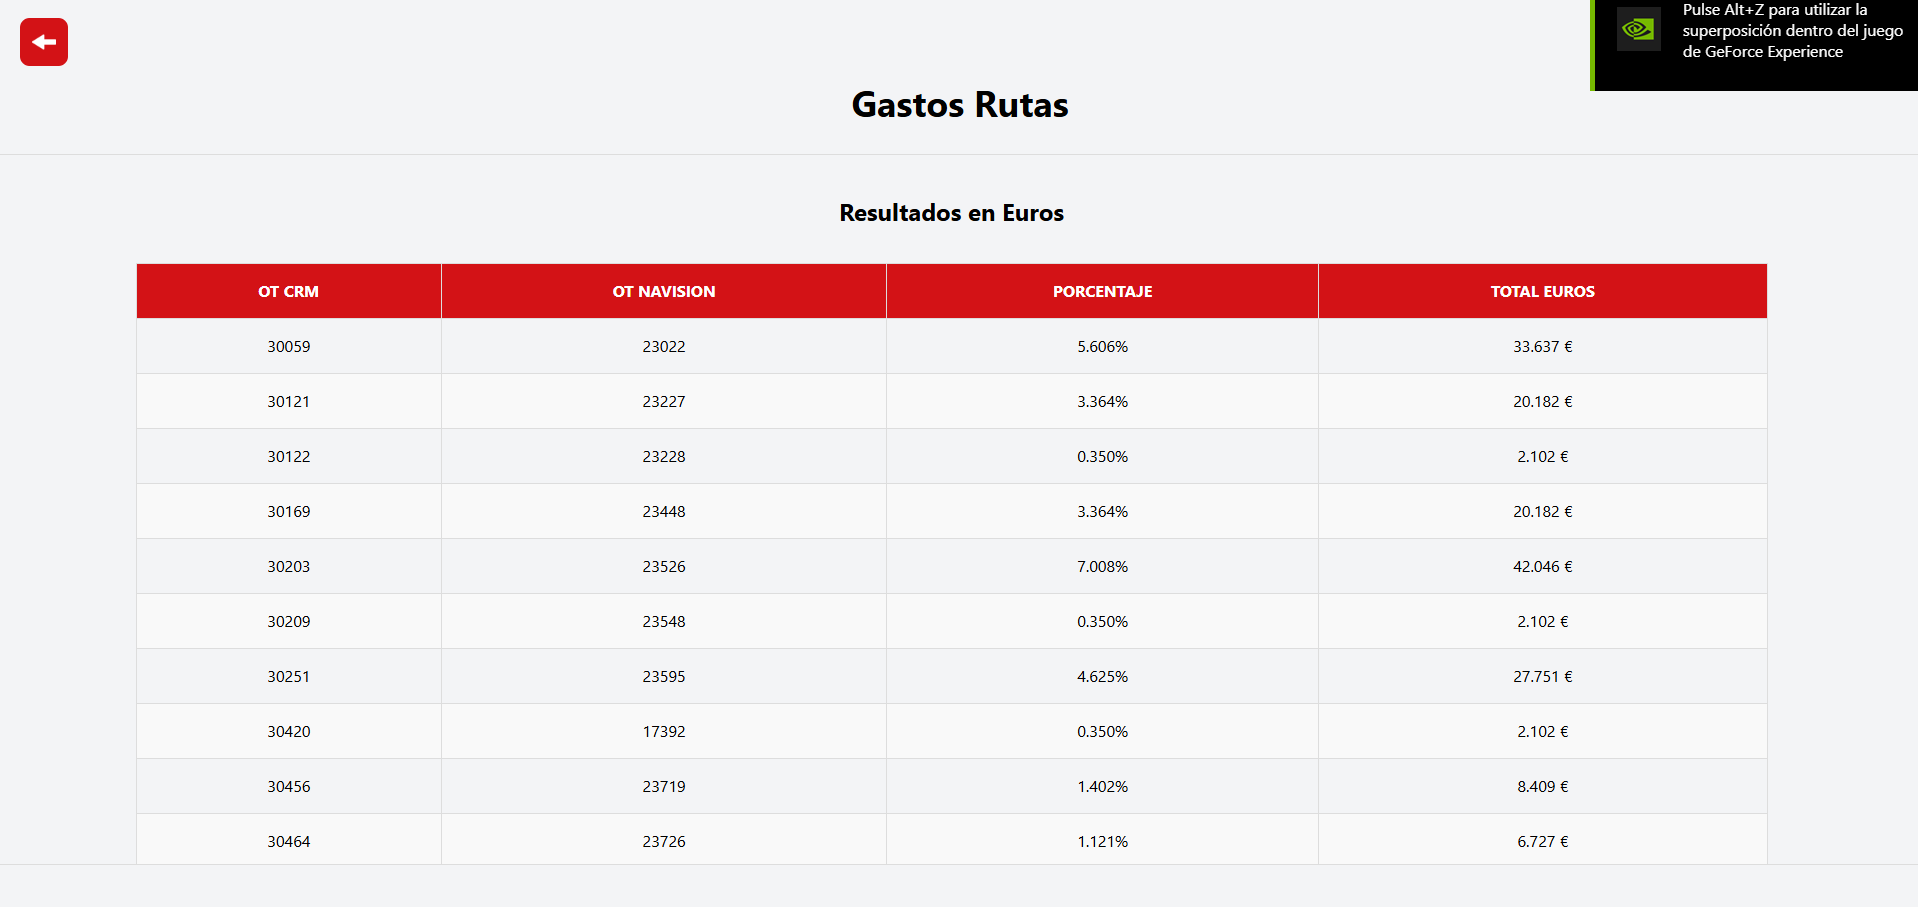 Pulse Alt+Z para utilizar la
superposición dentro del juego
de GeForce Experience
Gastos Rutas
Resultados en Euros
OT CRM OT NAVISION PORCENTAJE TOTAL EUROS
30059 23022 5.606% 33.637 €
30121 23227 3.364% 20.182 €
30122 23228 0.350% 2.102 €
30169 23448 3.364% 20.182 €
30203 23526 7.008% 42.046 €
30209 23548 0.350% 2.102 €
30251 23595 4.625% 27.751 €
30420 17392 0.350% 2.102 €
30456 23719 1.402% 8.409 €
30464 23726 1.121% 6.727 €